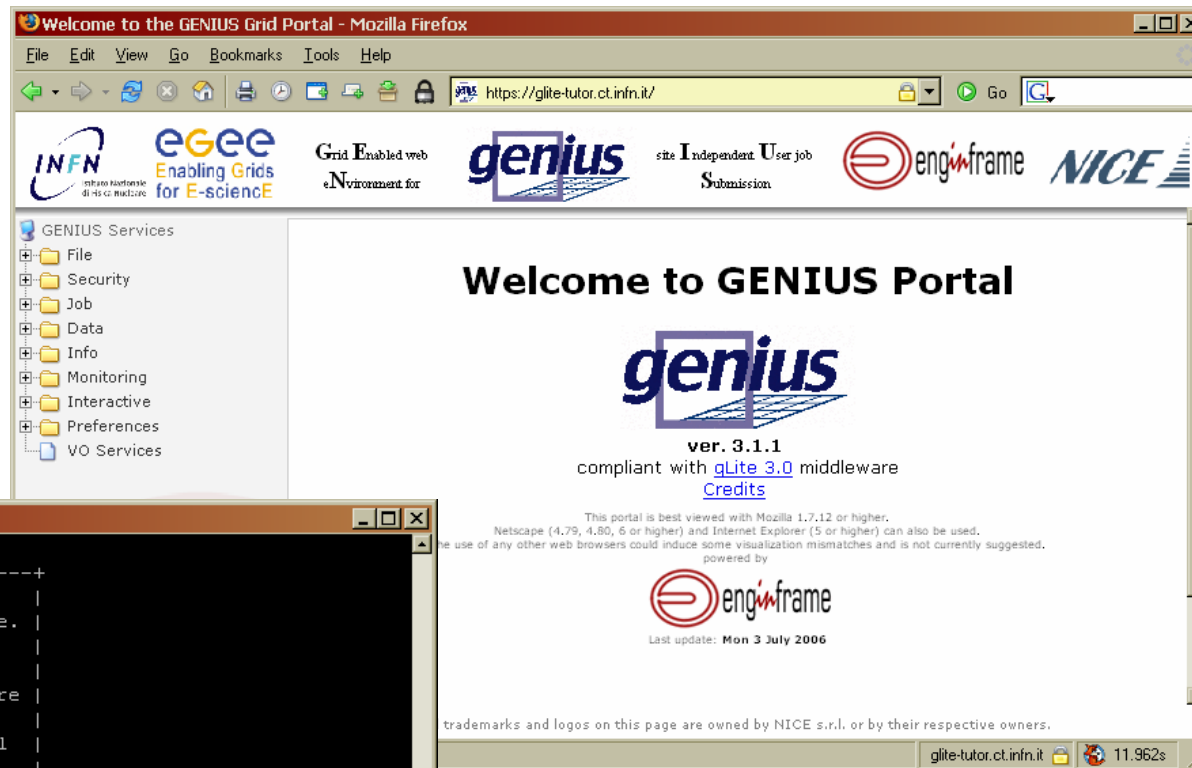 Welcome to the GENIUS Grid Portal - Mozilla Firefox
File Edit View Go Bookmarks Tools Help
https://glite-tutor.ct.infn.it/ Go
INFN
Istituto Nazionale
di Fisica Nucleare
egee
Enabling Grids
for E-sciencE
Grid Enabled web
eNvironment for
genius
site Independent User job
Submission
enginframe
NICE
GENIUS Services
File
Security
Job
Data
Info
Monitoring
Interactive
Preferences
VO Services
Welcome to GENIUS Portal
genius
ver. 3.1.1
compliant with gLite 3.0 middleware
Credits
This portal is best viewed with Mozilla 1.7.12 or higher.
Netscape (4.79, 4.80, 6 or higher) and Internet Explorer (5 or higher) can also be used.
he use of any other web browsers could induce some visualization mismatches and is not currently suggested.
powered by
enginframe
Last update: Mon 3 July 2006
trademarks and logos on this page are owned by NICE s.r.l. or by their respective owners.
glite-tutor.ct.infn.it 11.962s
----+
|
e. |
|
|
re |
|
l |